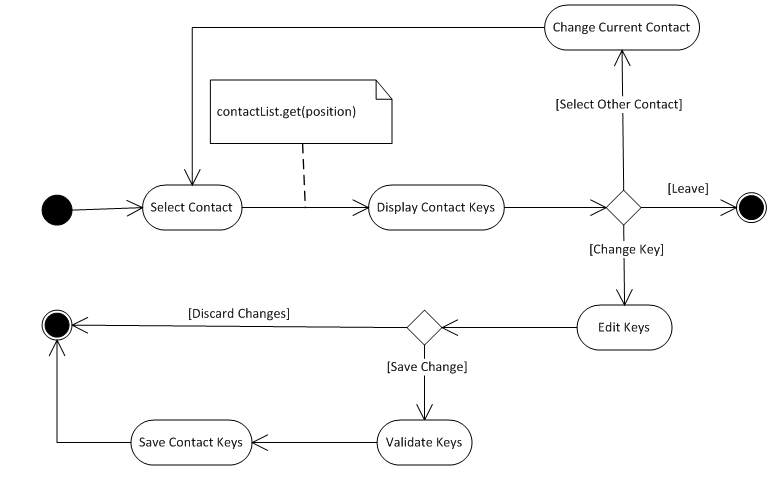 Change Current Contact
contactList.get(position)
[Select Other Contact]
[Leave]
Select Contact
Display Contact Keys
[Change Key]
[Discard Changes]
Edit Keys
[Save Change]
Save Contact Keys
Validate Keys